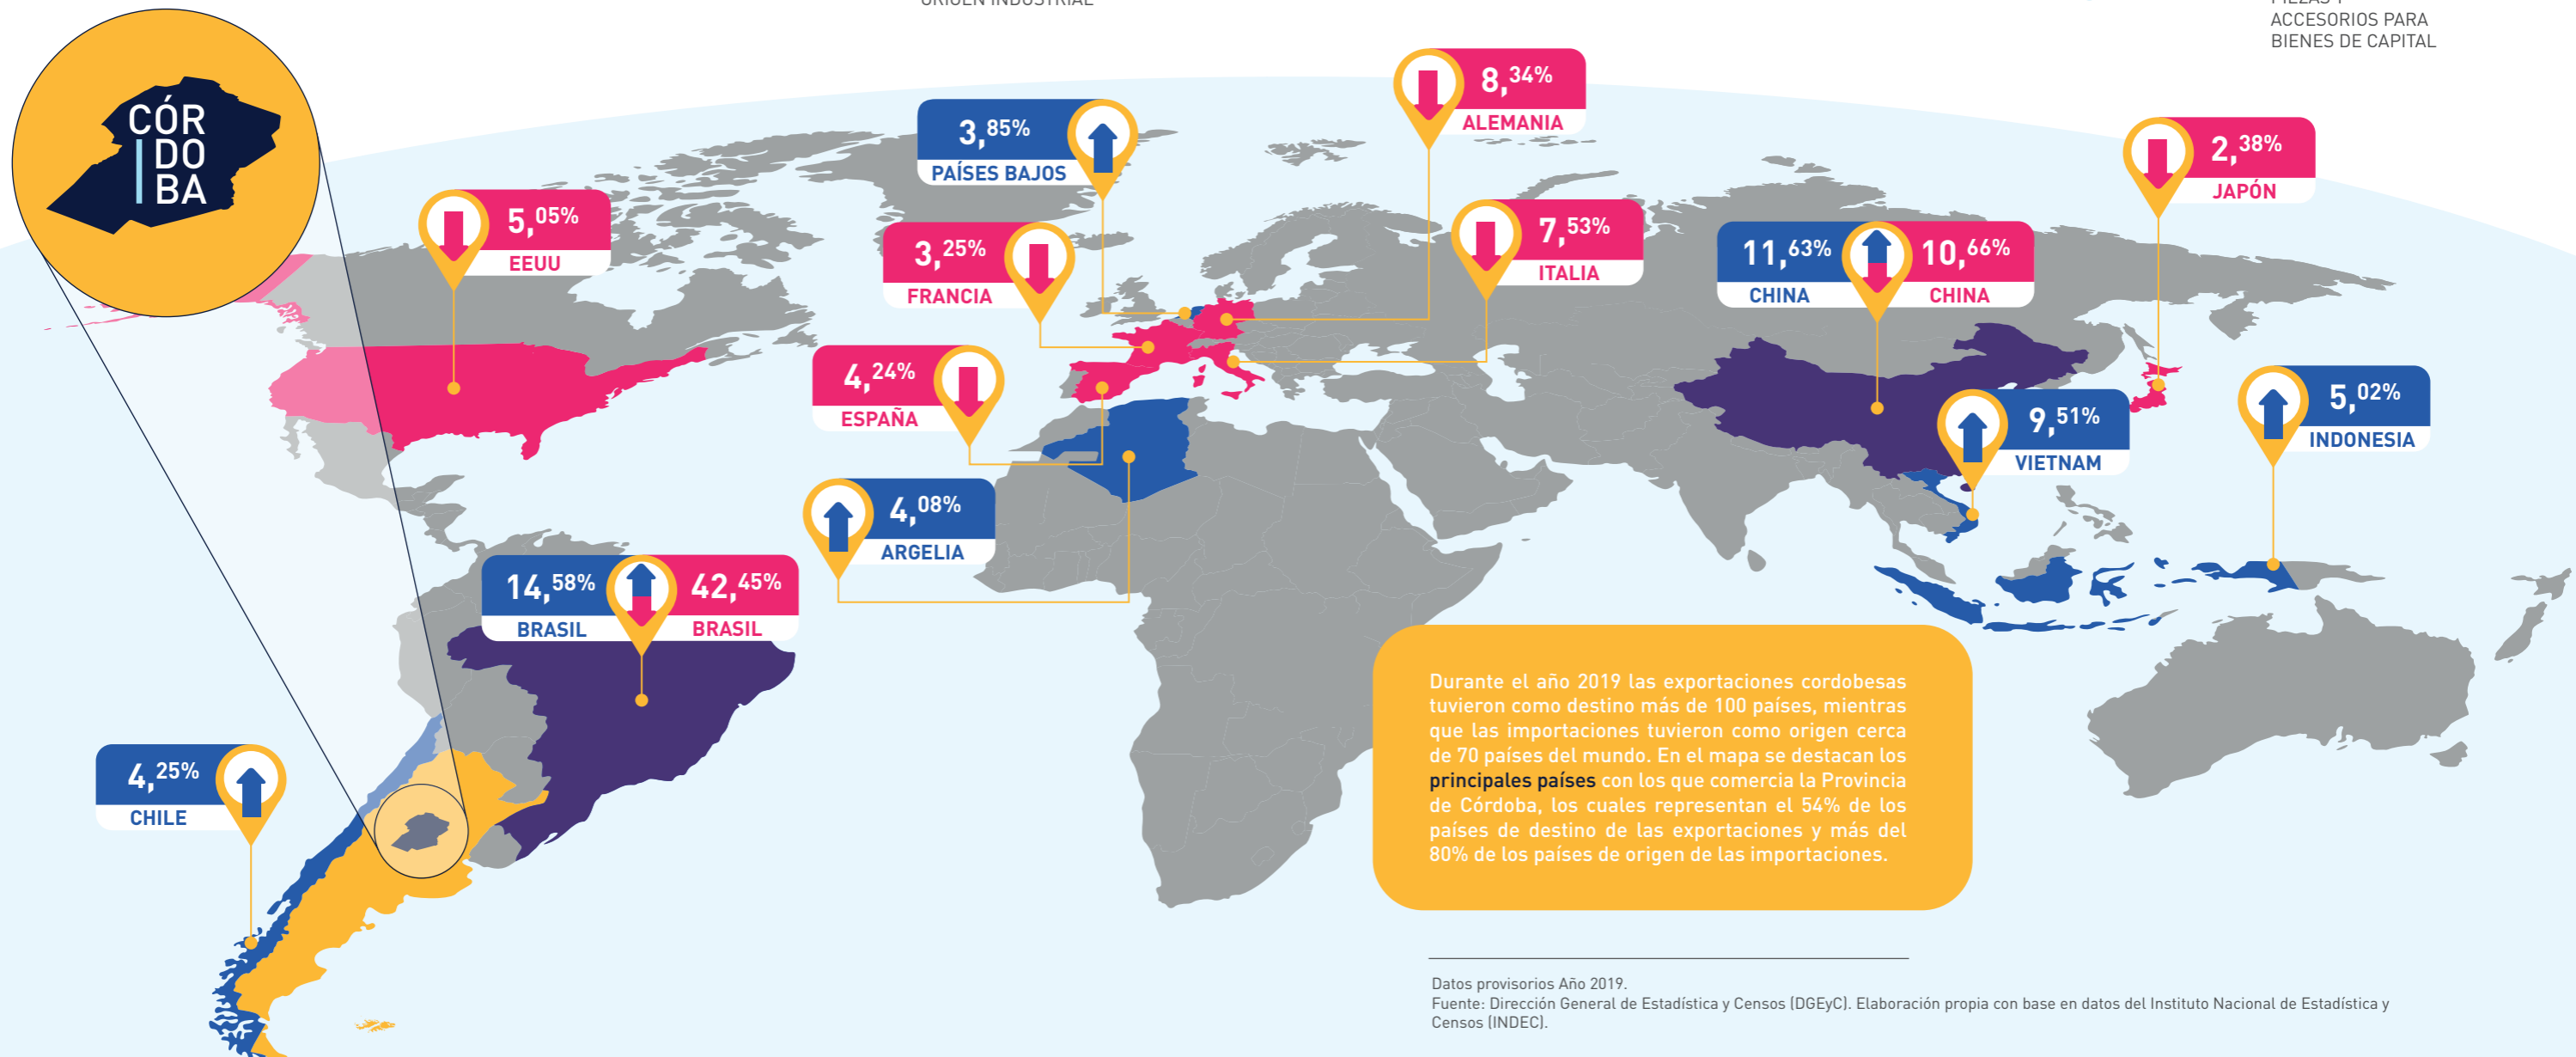 ORIGEN INDUSTRIAL
PIEZAS Y
ACCESORIOS PARA
BIENES DE CAPITAL
CÓR
DO
BA
8,34%
ALEMANIA
3,85%
PAÍSES BAJOS
2,38%
JAPÓN
5,05%
EEUU
3,25%
FRANCIA
7,53%
ITALIA
11,63%
CHINA
10,66%
CHINA
4,24%
ESPAÑA
9,51%
VIETNAM
5,02%
INDONESIA
4,08%
ARGELIA
14,58%
BRASIL
42,45%
BRASIL
4,25%
CHILE
Durante el año 2019 las exportaciones cordobesas
tuvieron como destino más de 100 países, mientras
que las importaciones tuvieron como origen cerca
de 70 países del mundo. En el mapa se destacan los
principales países con los que comercia la Provincia
de Córdoba, los cuales representan el 54% de los
países de destino de las exportaciones y más del
80% de los países de origen de las importaciones.
Datos provisorios Año 2019.
Fuente: Dirección General de Estadística y Censos (DGEyC). Elaboración propia con base en datos del Instituto Nacional de Estadística y
Censos (INDEC).